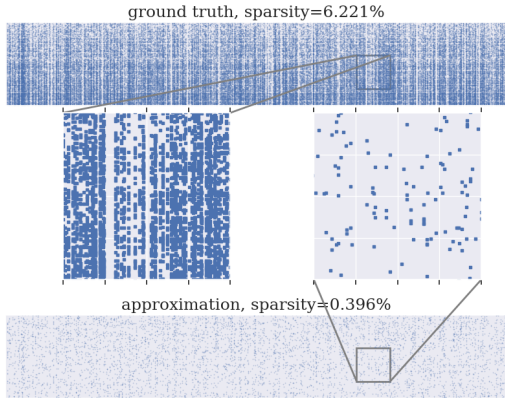 ground truth, sparsity=6.221%
approximation, sparsity=0.396%